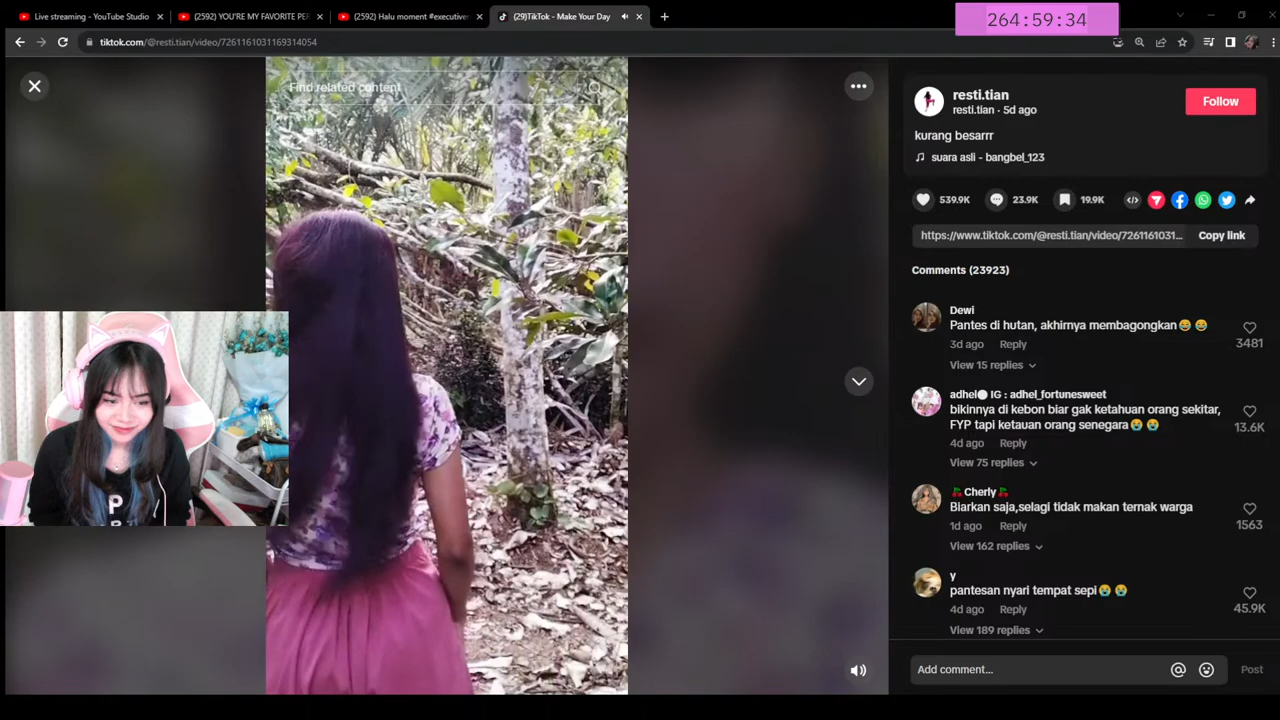 Live streaming - YouTube Studio
(2592) YOU'RE MY FAVORITE PE
(2592) Halu moment #executive
(29)TikTok - Make Your Day
264:59:34
tiktok.com/@resti.tian/video/7261161031169314054
Find related content
resti.tian
resti.tian · 5d ago
Follow
kurang besarrr
suara asli - bangbel_123
539.9K
23.9K
19.9K
https://www.tiktok.com/@resti.tian/video/7261161031...
Copy link
Comments (23923)
Dewi
Pantes di hutan, akhirnya membagongkan😂😂
3d ago Reply
3481
View 15 replies
adhel⚪ IG : adhel_fortunesweet
bikinnya di kebon biar gak ketahuan orang sekitar,
FYP tapi ketauan orang senegara😭😭
4d ago Reply
13.6K
View 75 replies
🍒Cherly🍒
Biarkan saja,selagi tidak makan ternak warga
1d ago Reply
1563
View 162 replies
y
pantesan nyari tempat sepi😭😭
4d ago Reply
45.9K
View 189 replies
Add comment...
Post